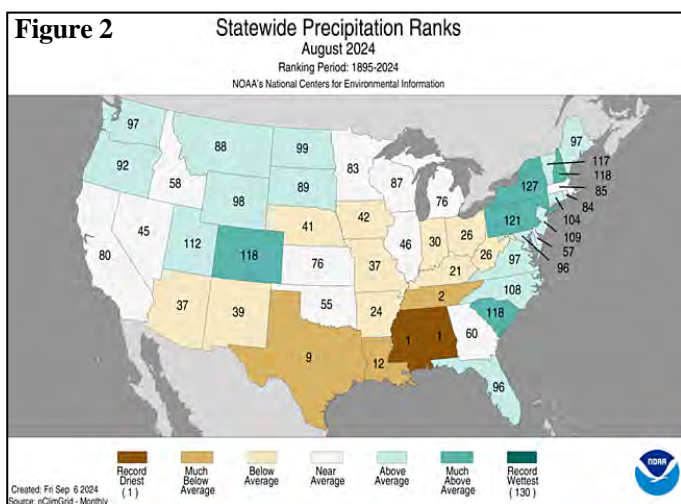 Figure 2
Statewide Precipitation Ranks
August 2024
Ranking Period: 1895-2024
NOAA's National Centers for Environmental Information
97
92
88
99
83
97
58
98
89
87
76
127
117
118
85
84
121
104
109
57
96
80
45
112
118
41
42
76
37
46
30
26
26
97
21
108
37
39
55
24
2
118
9
12
1
1
60
96
Record
Driest
(1)
Much
Below
Average
Below
Average
Near
Average
Above
Average
Much
Above
Average
Record
Wettest
(130)
NOAA
Created: Fri Sep 6 2024
Source: nClimGrid - Monthly